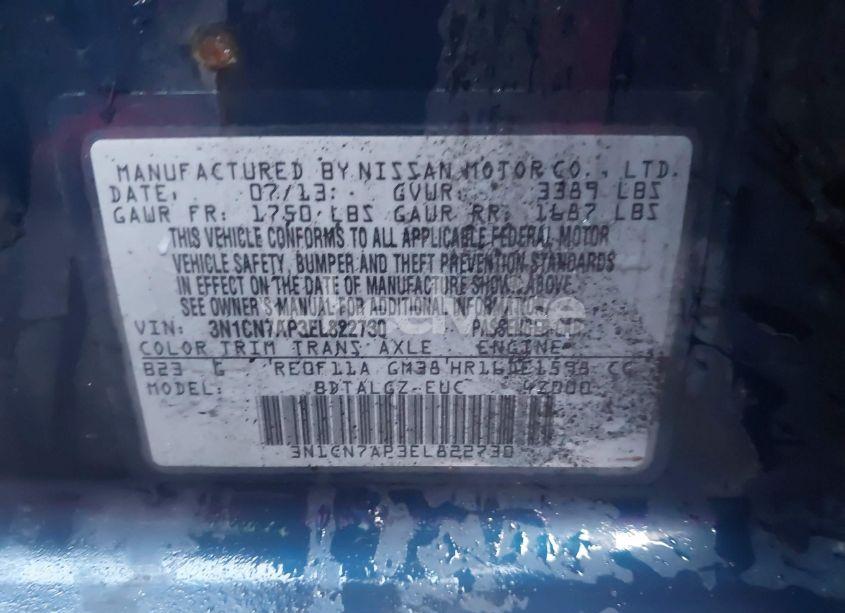 MANUFACTURED BY NISSAN MOTOR CO., LTD.
DATE: 07/13 GVWR: 3389 LBS
GAWR FR: 1750 LBS GAWR RR: 1687 LBS
THIS VEHICLE CONFORMS TO ALL APPLICABLE FEDERAL MOTOR
VEHICLE SAFETY, BUMPER AND THEFT PREVENTION STANDARDS
IN EFFECT ON THE DATE OF MANUFACTURE SHOWN ABOVE.
SEE OWNER'S MANUAL FOR ADDITIONAL INFORMATION.
VIN: 3N1CN7AP3EL822730 PASSENGER CAR
COLOR TRIM TRANS AXLE ENGINE
B23 G RE0F11A GM38 HR16DE1598 CC
MODEL: BDTALGZ-EUC 4Z000
3N1CN7AP3EL822730